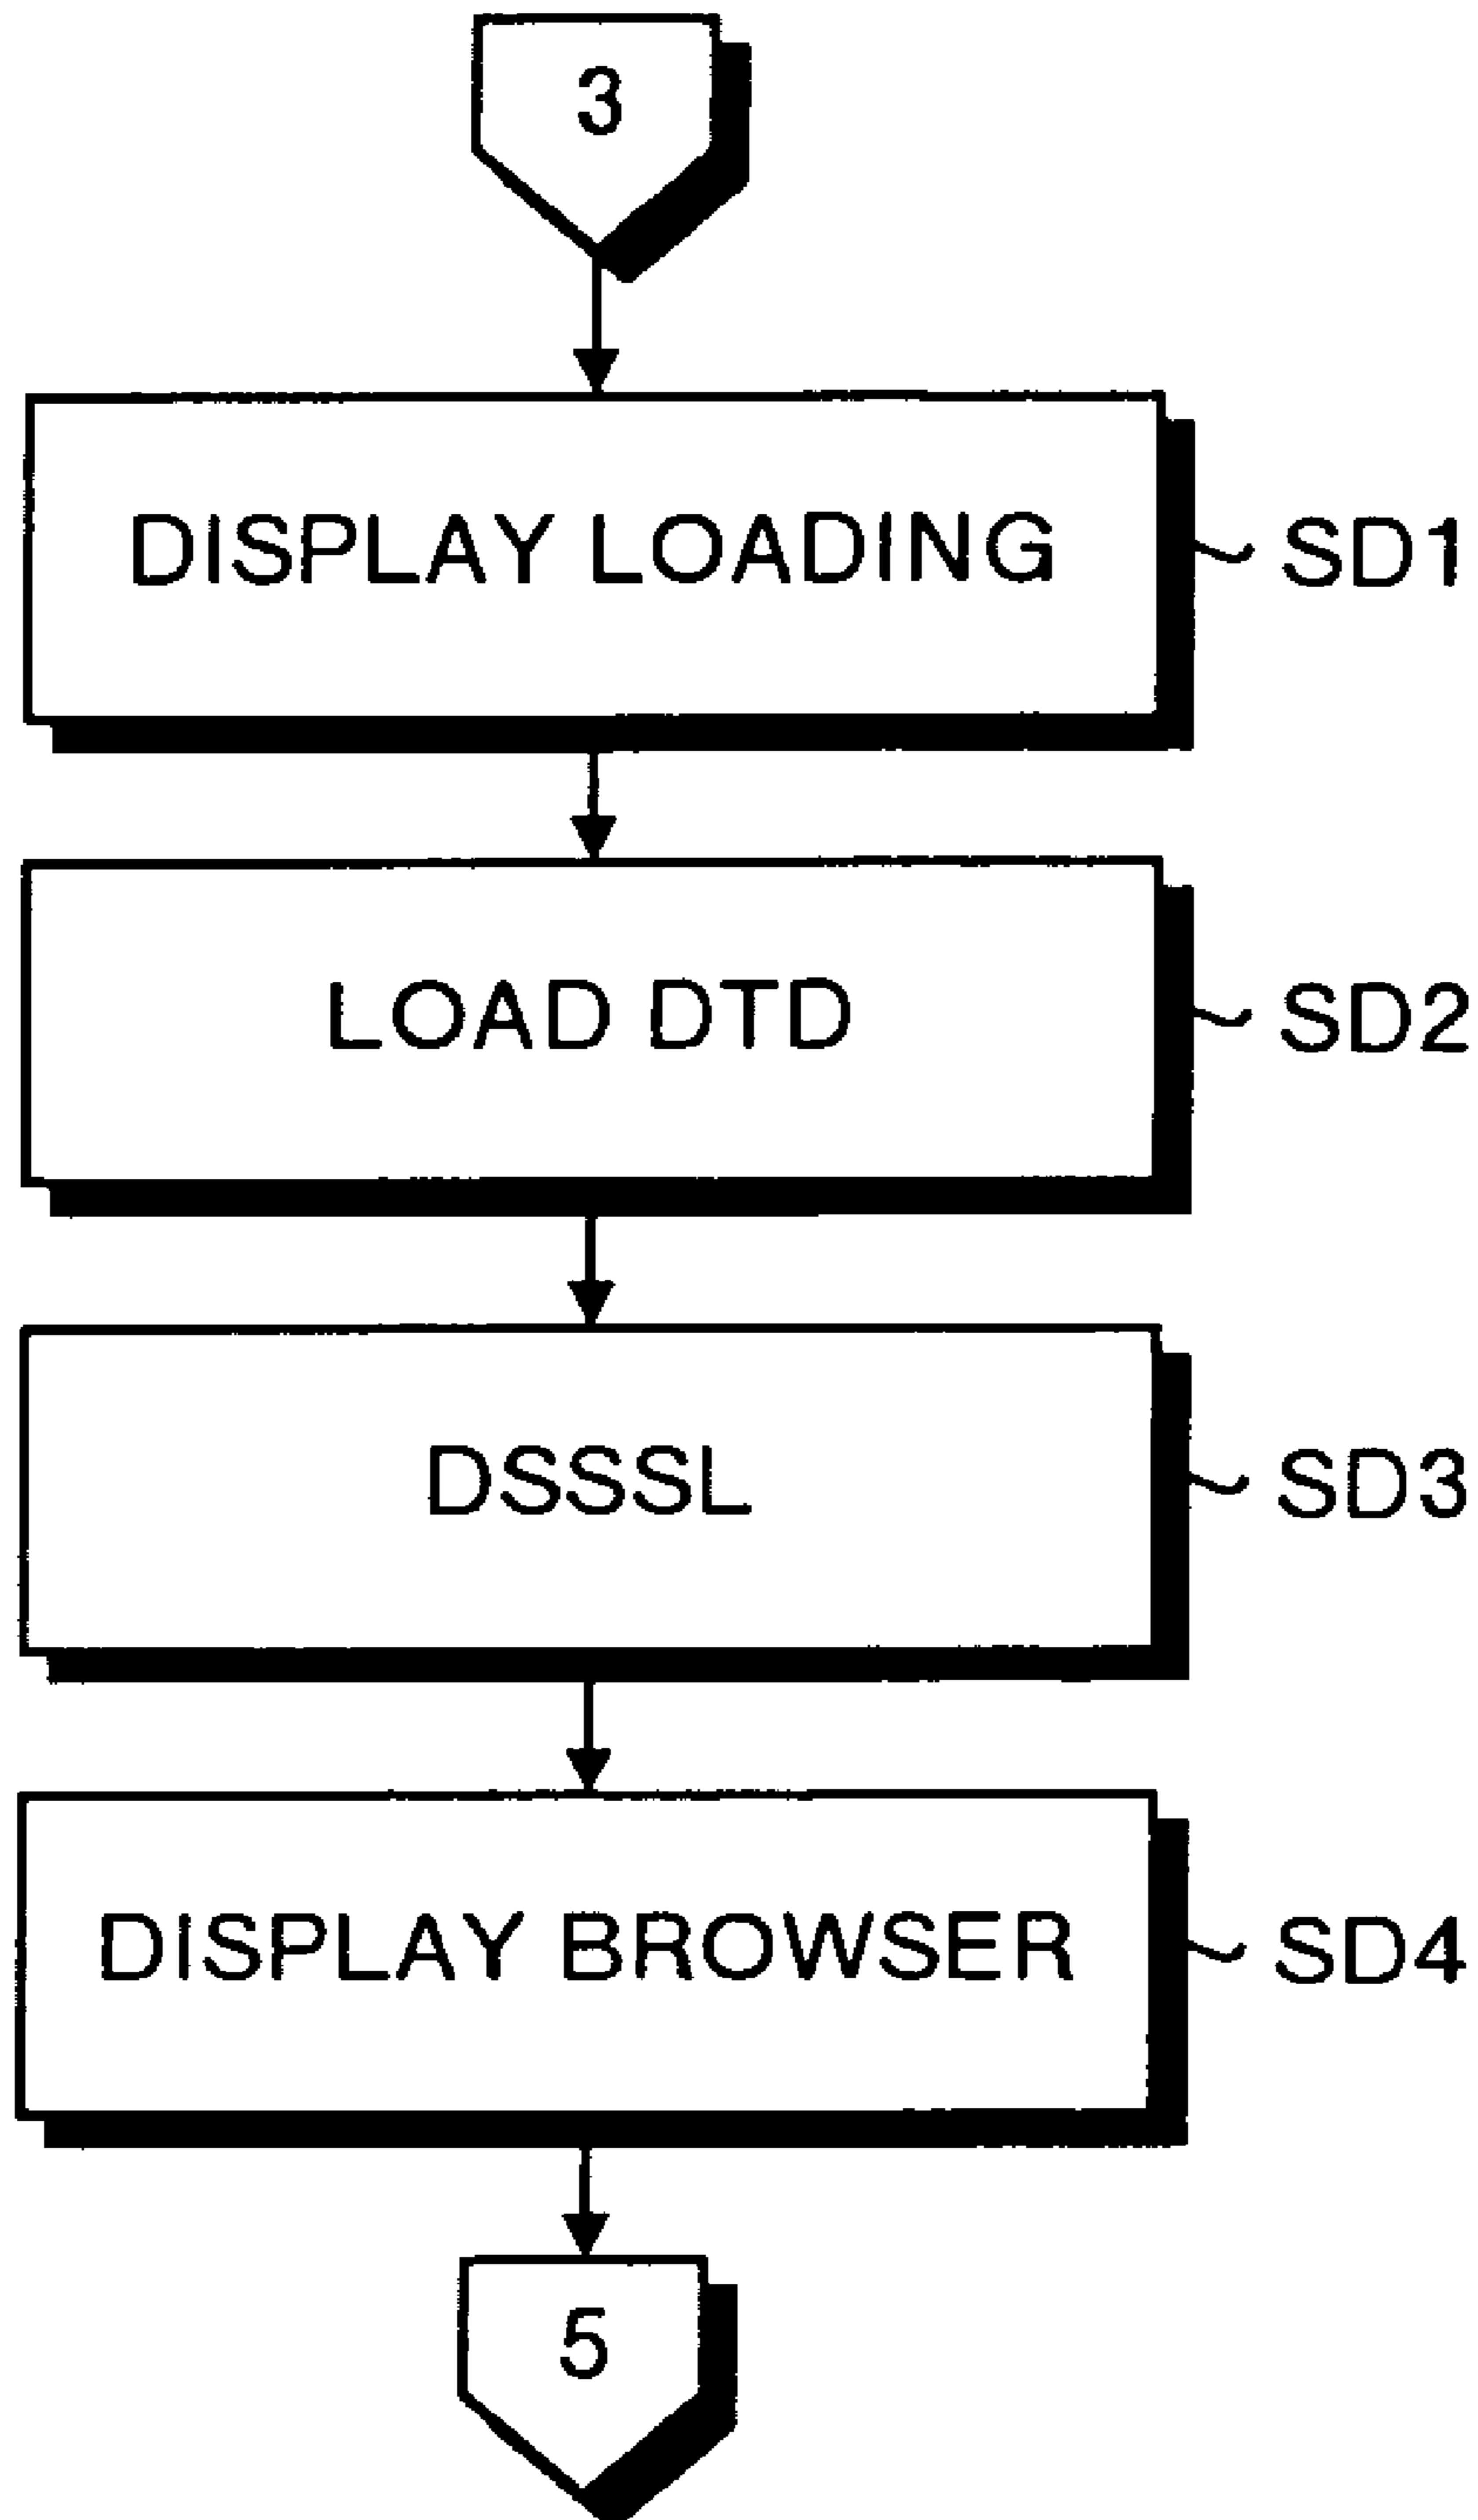 3
DISPLAY LOADING
SD1
LOAD DTD
SD2
DSSSL
SD3
DISPLAY BROWSER
SD4
5